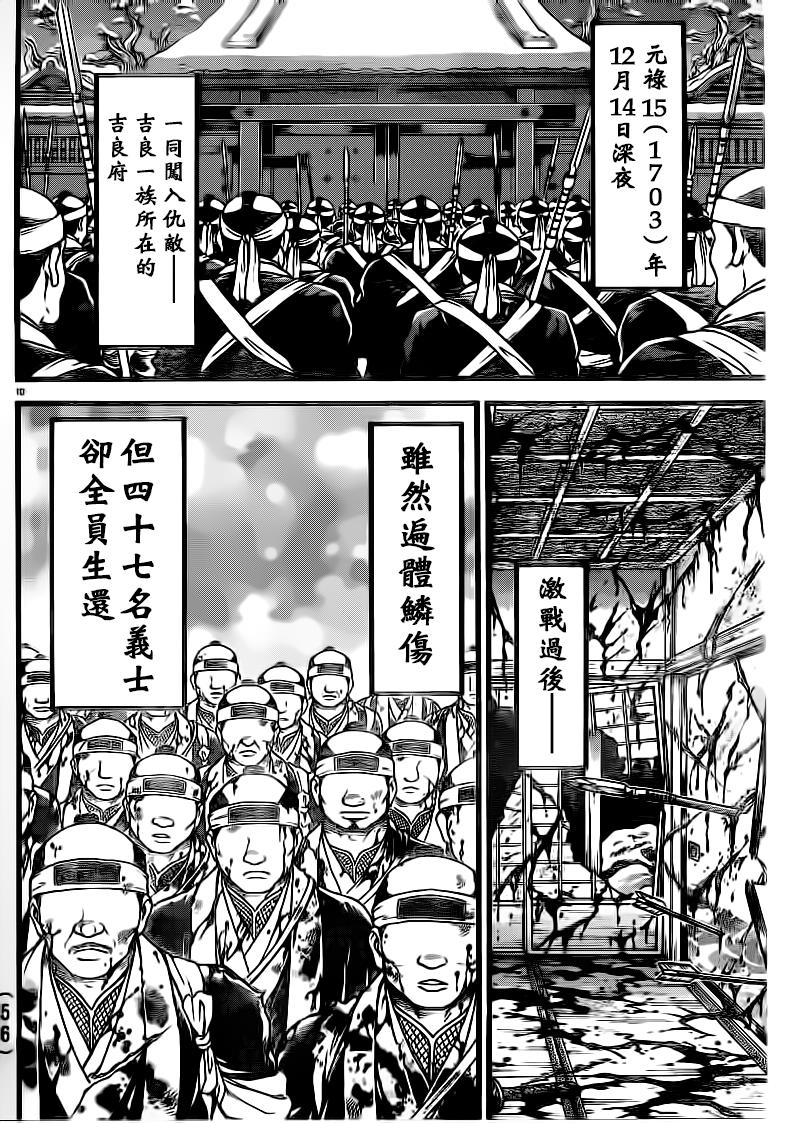 元祿15(1703)年
12月14日深夜
一同闖入仇敵——
吉良一族所在的
吉良府
10
激戰過後——
雖然遍體鱗傷
但四十七名義士
卻全員生還
(56)